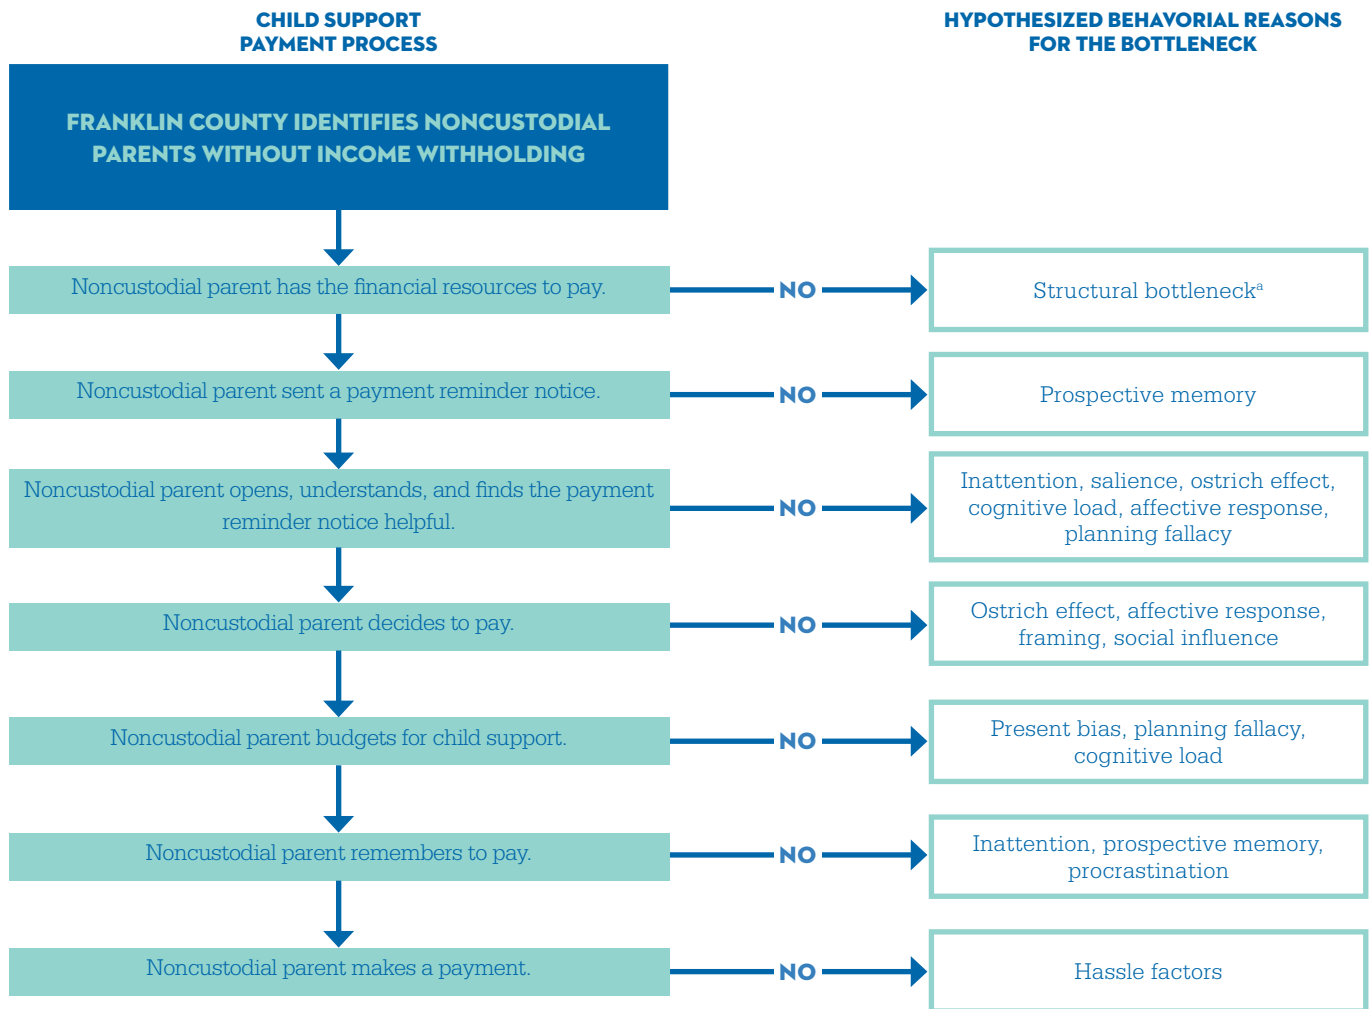 CHILD SUPPORT
PAYMENT PROCESS
HYPOTHESIZED BEHAVORIAL REASONS
FOR THE BOTTLENECK
FRANKLIN COUNTY IDENTIFIES NONCUSTODIAL
PARENTS WITHOUT INCOME WITHHOLDING
Noncustodial parent has the financial resources to pay.
NO
Structural bottleneckᵃ
Noncustodial parent sent a payment reminder notice.
NO
Prospective memory
Noncustodial parent opens, understands, and finds the payment
reminder notice helpful.
NO
Inattention, salience, ostrich effect,
cognitive load, affective response,
planning fallacy
Noncustodial parent decides to pay.
NO
Ostrich effect, affective response,
framing, social influence
Noncustodial parent budgets for child support.
NO
Present bias, planning fallacy,
cognitive load
Noncustodial parent remembers to pay.
NO
Inattention, prospective memory,
procrastination
Noncustodial parent makes a payment.
NO
Hassle factors